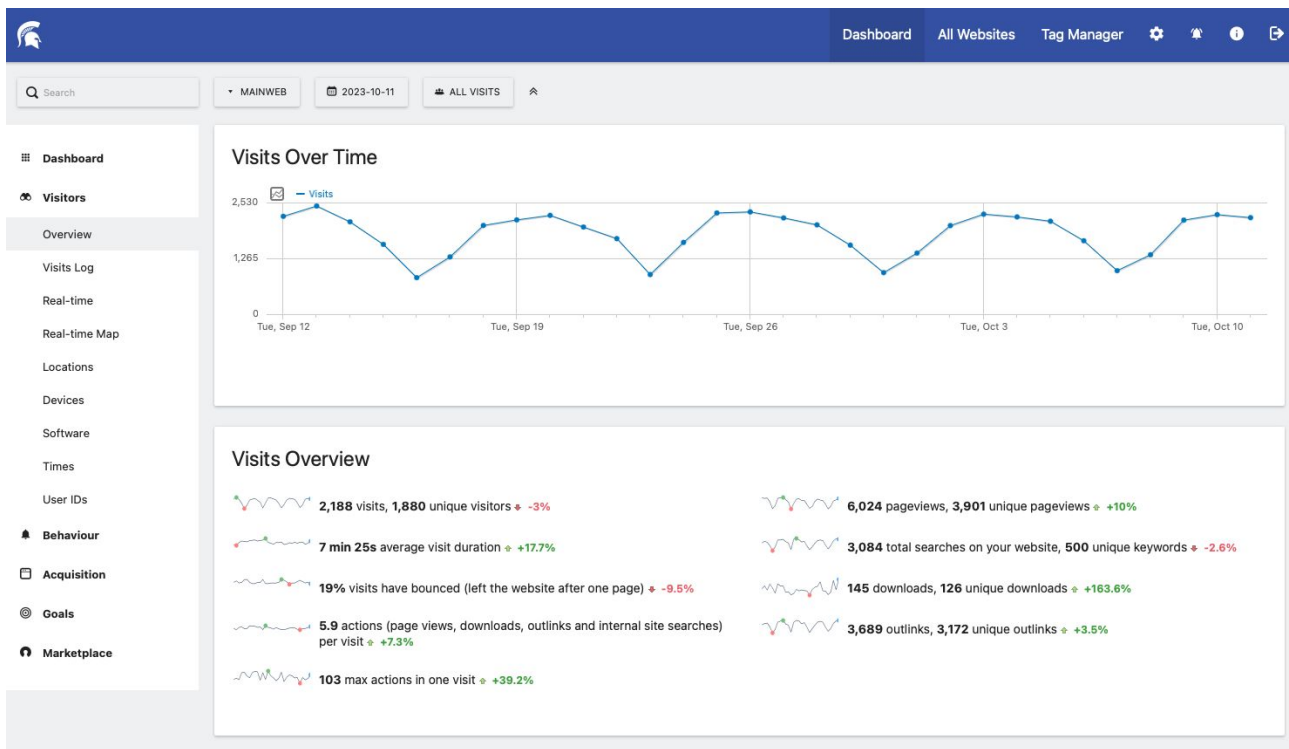 Dashboard All Websites Tag Manager
Search
MAINWEB 2023-10-11 ALL VISITS
Dashboard
Visitors
Overview
Visits Log
Real-time
Real-time Map
Locations
Devices
Software
Times
User IDs
Behaviour
Acquisition
Goals
Marketplace
Visits Over Time
Visits
2,530
1,265
0
Tue, Sep 12 Tue, Sep 19 Tue, Sep 26 Tue, Oct 3 Tue, Oct 10
Visits Overview
2,188 visits, 1,880 unique visitors -3%
7 min 25s average visit duration +17.7%
19% visits have bounced (left the website after one page) -9.5%
5.9 actions (page views, downloads, outlinks and internal site searches)
per visit +7.3%
103 max actions in one visit +39.2%
6,024 pageviews, 3,901 unique pageviews +10%
3,084 total searches on your website, 500 unique keywords -2.6%
145 downloads, 126 unique downloads +163.6%
3,689 outlinks, 3,172 unique outlinks +3.5%